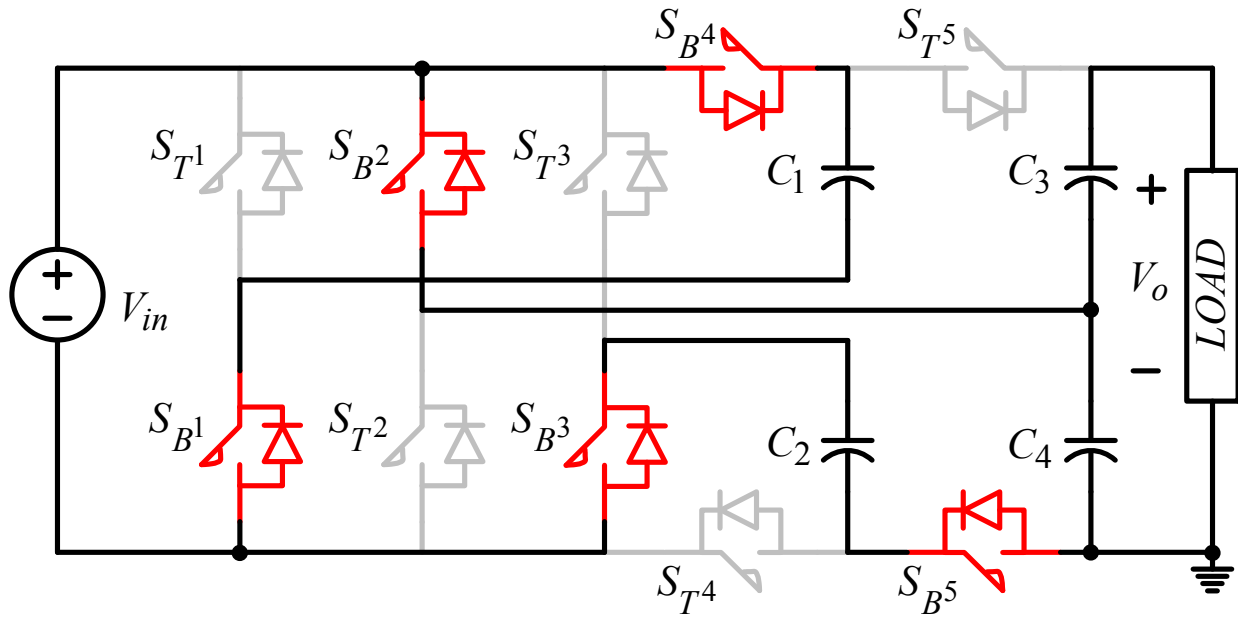 S_B4
S_T5
S_T1
S_B2
S_T3
C_1
C_3
+
+
V_in
−
V_o
LOAD
−
S_B1
S_T2
S_B3
C_2
C_4
S_T4
S_B5